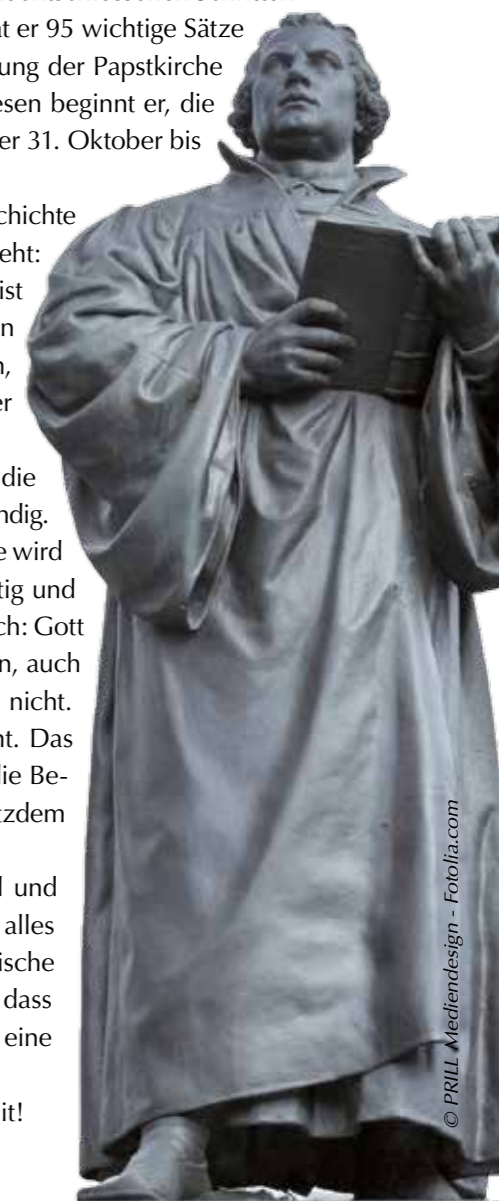 at er 95 wichtige Sätze
ung der Papstkirche
esen beginnt er, die
er 31. Oktober bis
chichte
eht:
ist
n
n,
er
die
ndig.
e wird
tig und
ch: Gott
n, auch
nicht.
nt. Das
die Be-
tzdem
l und
alles
ische
dass
eine
it!
© PRILL Mediendesign - Fotolia.com